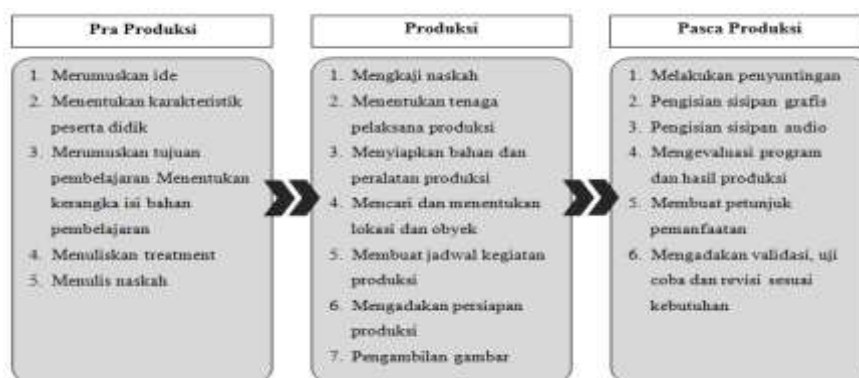 Pra Produksi
1. Merumuskan ide
2. Menentukan karakteristik
peserta didik
3. Merumuskan tujuan
pembelajaran Menentukan
kerangka isi bahan
pembelajaran
4. Menuliskan treatment
5. Menulis naskah
Produksi
1. Mengkaji naskah
2. Menentukan tenaga
pelaksana produksi
3. Menyiapkan bahan dan
peralatan produksi
4. Mencari dan menentukan
lokasi dan obyek
5. Membuat jadwal kegiatan
produksi
6. Mengadakan persiapan
produksi
7. Pengambilan gambar
Pasca Produksi
1. Melakukan penyuntingan
2. Pengisian sisipan grafis
3. Pengisian sisipan audio
4. Mengevaluasi program
dan hasil produksi
5. Membuat petunjuk
pemanfaatan
6. Mengadakan validasi, uji
coba dan revisi sesuai
kebutuhan